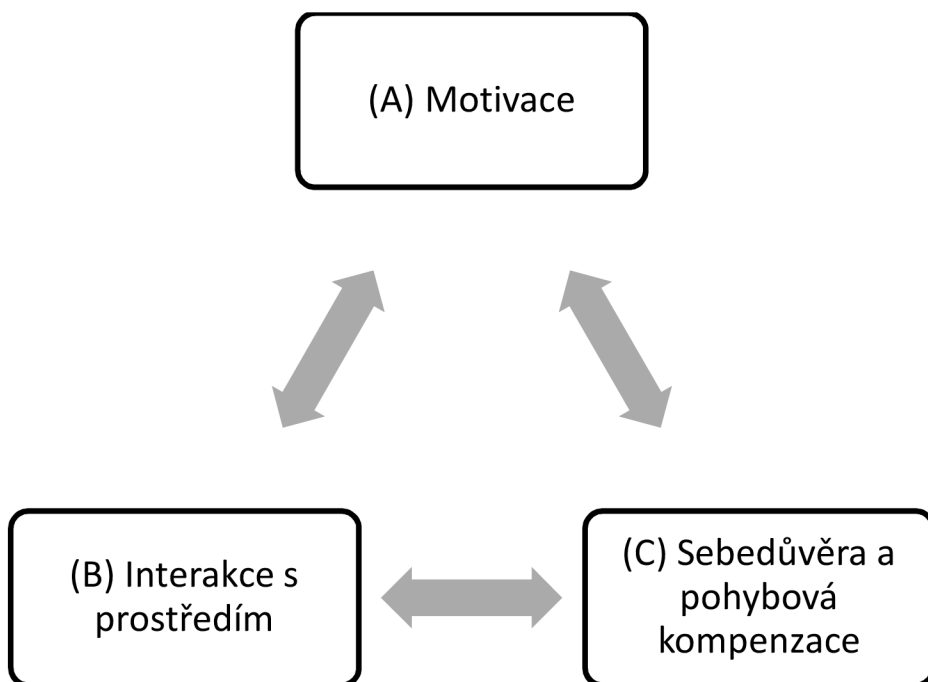 (A) Motivace
(B) Interakce s
prostředím
(C) Sebedůvěra a
pohybová
kompenzace